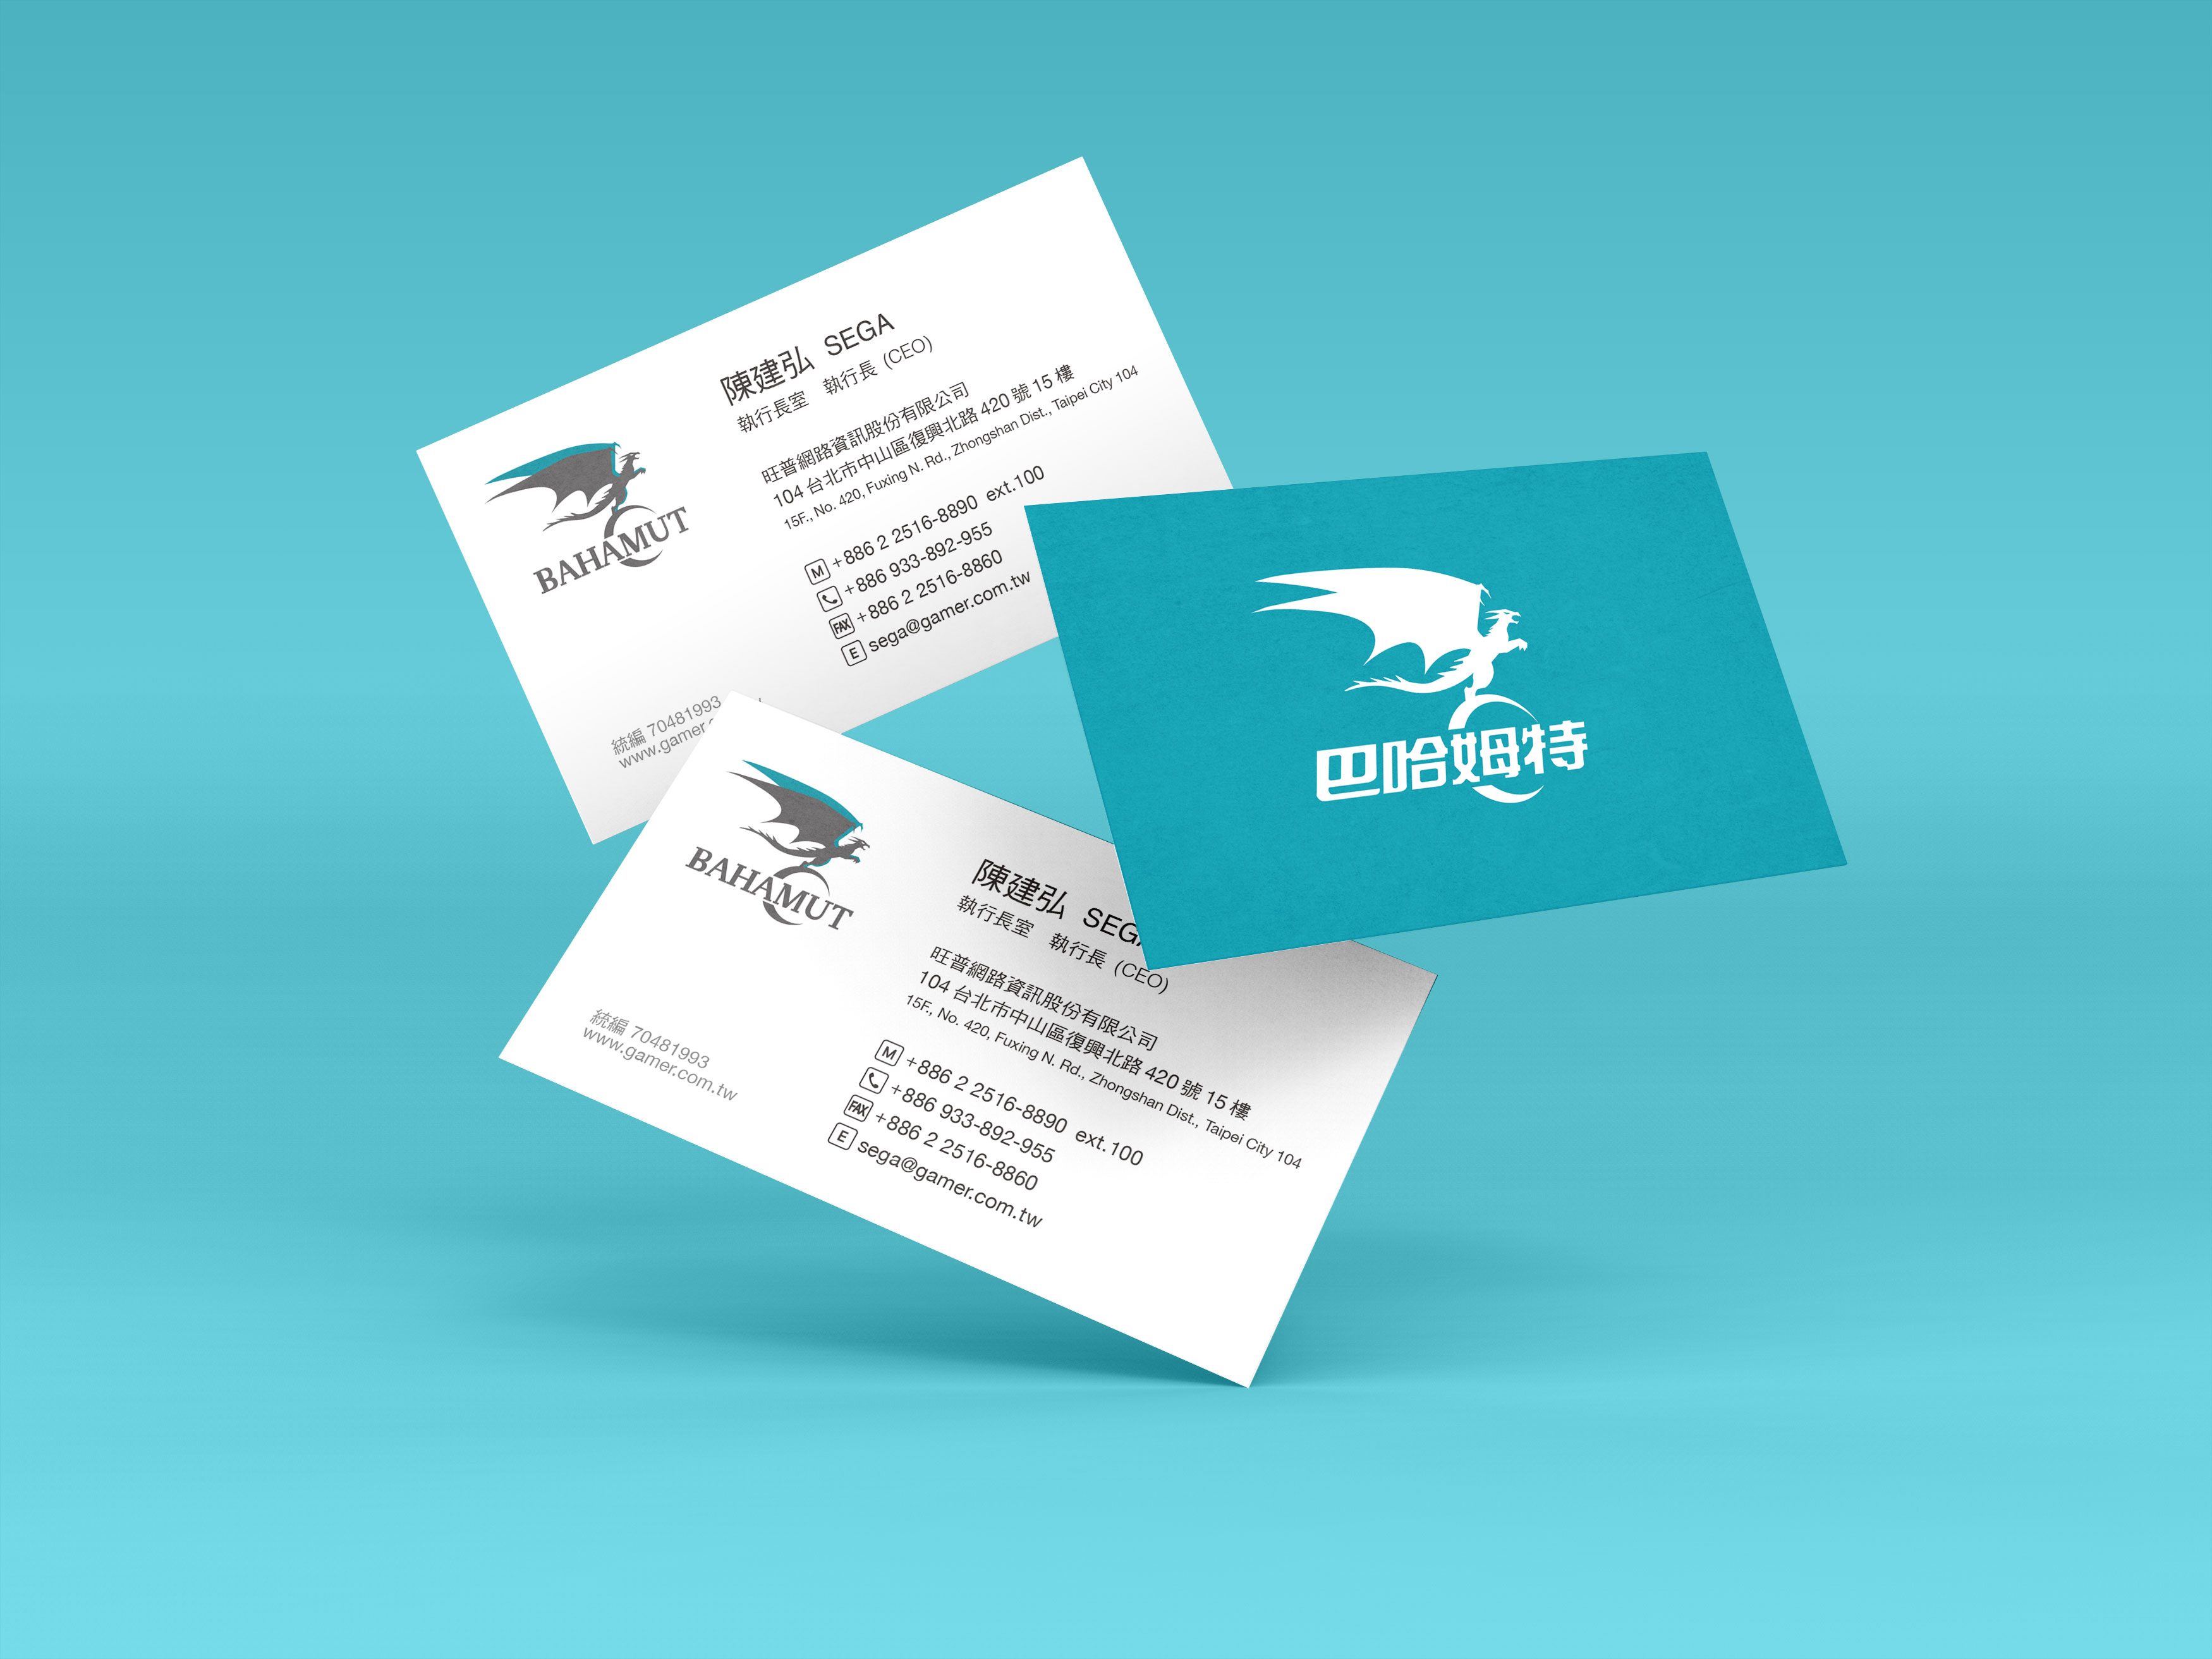 陳建弘 SEGA
執行長室 執行長 (CEO)
旺普網路資訊股份有限公司
104 台北市中山區復興北路 420 號 15 樓
15F., No. 420, Fuxing N. Rd., Zhongshan Dist., Taipei City 104
M +886 2 2516-8890 ext.100
+886 933-892-955
FAX +886 2 2516-8860
E sega@gamer.com.tw
BAHAMUT
統編 70481993
www.gamer.
巴哈姆特
BAHAMUT
陳建弘 SEGA
執行長室 執行長 (CEO)
旺普網路資訊股份有限公司
104 台北市中山區復興北路 420 號 15 樓
15F., No. 420, Fuxing N. Rd., Zhongshan Dist., Taipei City 104
M +886 2 2516-8890 ext.100
+886 933-892-955
FAX +886 2 2516-8860
E sega@gamer.com.tw
統編 70481993
www.gamer.com.tw